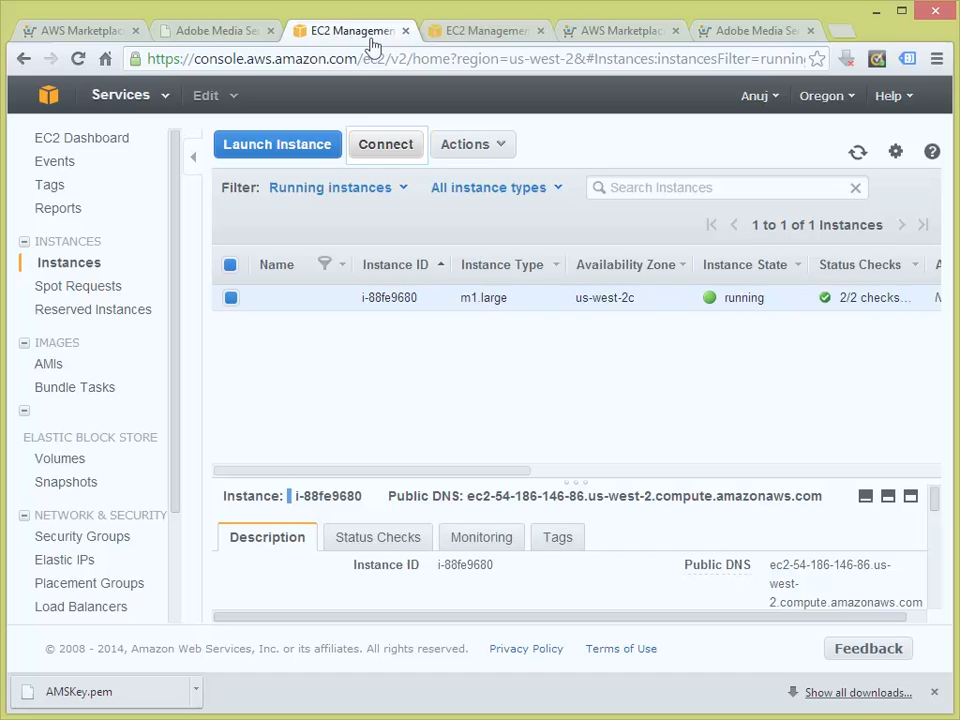 AWS Marketplac
Adobe Media Se
EC2 Managemen
EC2 Managemen
AWS Marketplac
Adobe Media Se
https://console.aws.amazon.com/ec2/v2/home?region=us-west-2&#Instances:instancesFilter=runnin
Services
Edit
Anuj
Oregon
Help
EC2 Dashboard
Events
Tags
Reports
INSTANCES
Instances
Spot Requests
Reserved Instances
IMAGES
AMIs
Bundle Tasks
ELASTIC BLOCK STORE
Volumes
Snapshots
NETWORK & SECURITY
Security Groups
Elastic IPs
Placement Groups
Load Balancers
Launch Instance
Connect
Actions
Filter: Running instances All instance types Search Instances
1 to 1 of 1 Instances
Name Instance ID Instance Type Availability Zone Instance State Status Checks A
i-88fe9680 m1.large us-west-2c running 2/2 checks... N
Instance: i-88fe9680 Public DNS: ec2-54-186-146-86.us-west-2.compute.amazonaws.com
Description Status Checks Monitoring Tags
Instance ID i-88fe9680 Public DNS ec2-54-186-146-86.us-
west-
2.compute.amazonaws.com
© 2008 - 2014, Amazon Web Services, Inc. or its affiliates. All rights reserved. Privacy Policy Terms of Use Feedback
AMSKey.pem
Show all downloads...